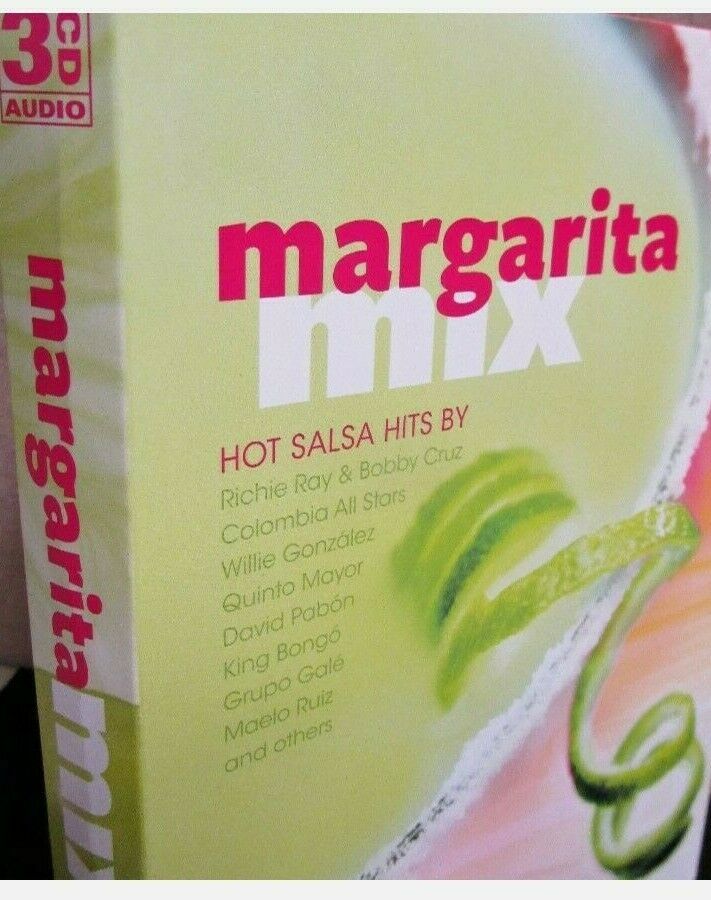 3 CD
AUDIO
margarita
mix
margarita
mix
HOT SALSA HITS BY
Richie Ray & Bobby Cruz
Colombia All Stars
Willie González
Quinto Mayor
David Pabón
King Bongó
Grupo Galé
Maelo Ruiz
and others